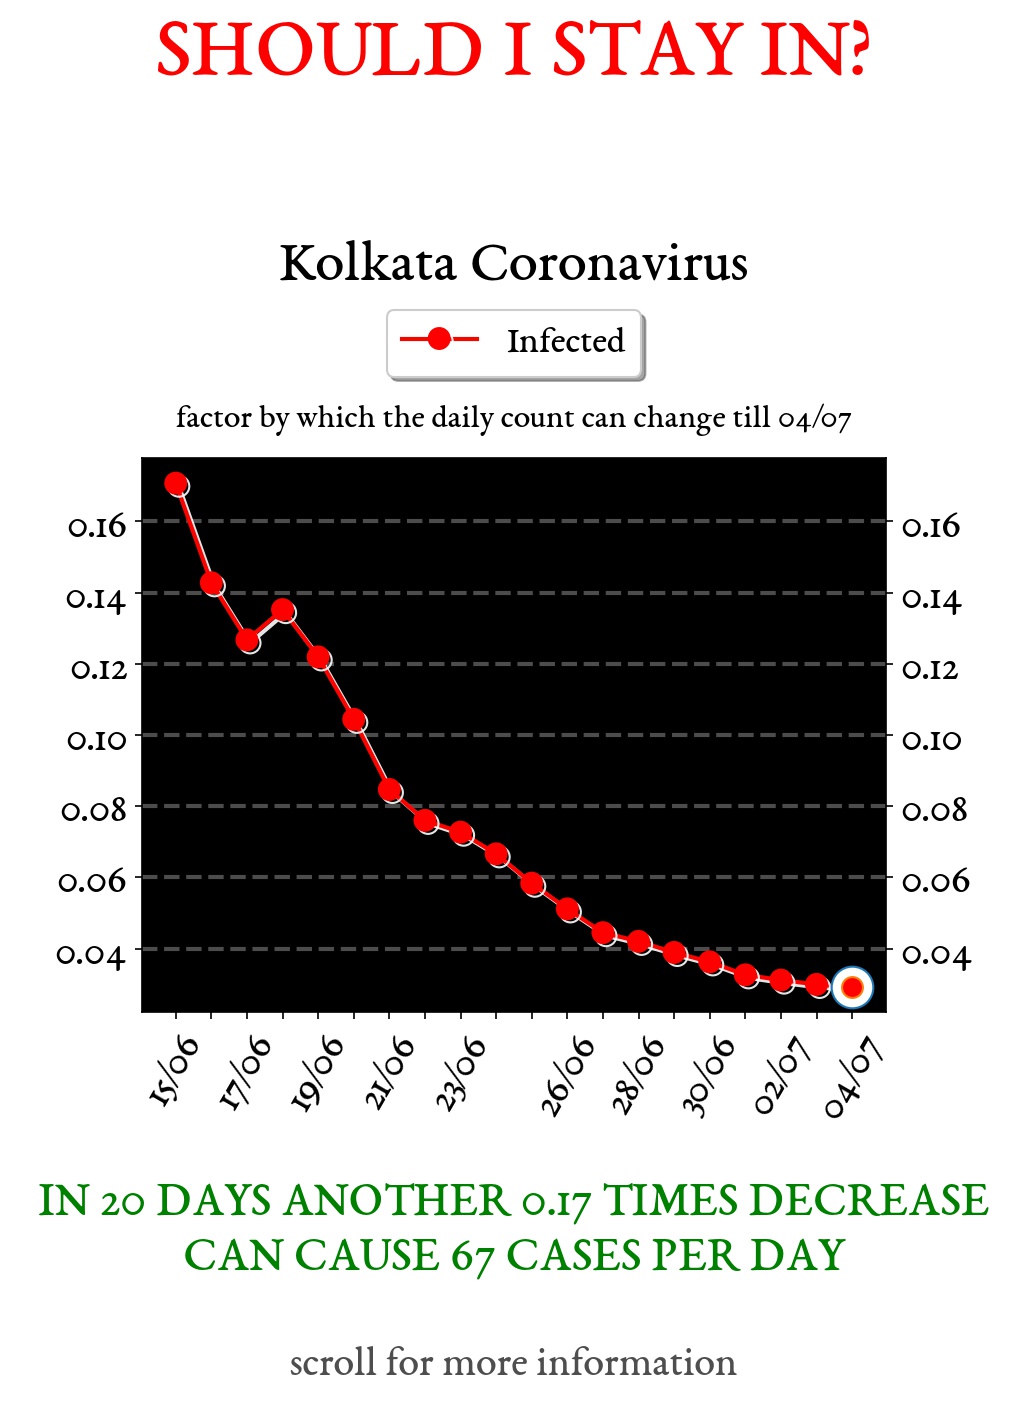 SHOULD I STAY IN?
Kolkata Coronavirus
Infected
factor by which the daily count can change till 04/07
0.16 0.16
0.14 0.14
0.12 0.12
0.10 0.10
0.08 0.08
0.06 0.06
0.04 0.04
15/06 17/06 19/06 21/06 23/06 26/06 28/06 30/06 02/07 04/07
IN 20 DAYS ANOTHER 0.17 TIMES DECREASE
CAN CAUSE 67 CASES PER DAY
scroll for more information